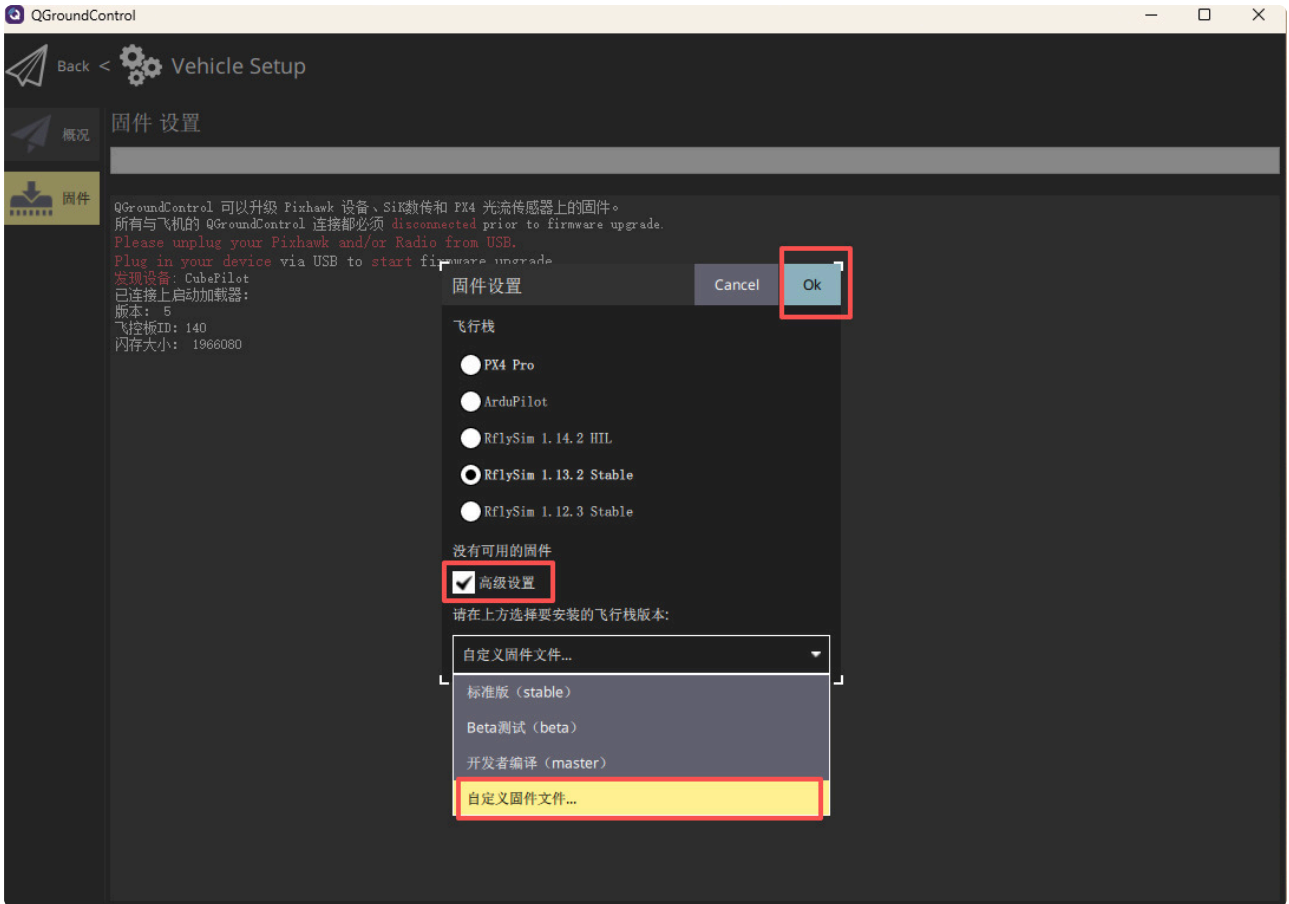 QGroundControl
Back < Vehicle Setup
概况
固件 设置
固件
QGroundControl 可以升级 Pixhawk 设备、SiK数传和 PX4 光流传感器上的固件。
所有与飞机的 QGroundControl 连接都必须 disconnected prior to firmware upgrade.
Please unplug your Pixhawk and/or Radio from USB.
Plug in your device via USB to start firmware upgrade
发现设备: CubePilot
已连接上启动加载器:
版本: 5
飞控板ID: 140
闪存大小: 1966080
固件设置
Cancel
Ok
飞行栈
PX4 Pro
ArduPilot
RflySim 1.14.2 HIL
RflySim 1.13.2 Stable
RflySim 1.12.3 Stable
没有可用的固件
高级设置
请在上方选择要安装的飞行栈版本:
自定义固件文件...
标准版（stable）
Beta测试（beta）
开发者编译（master）
自定义固件文件...